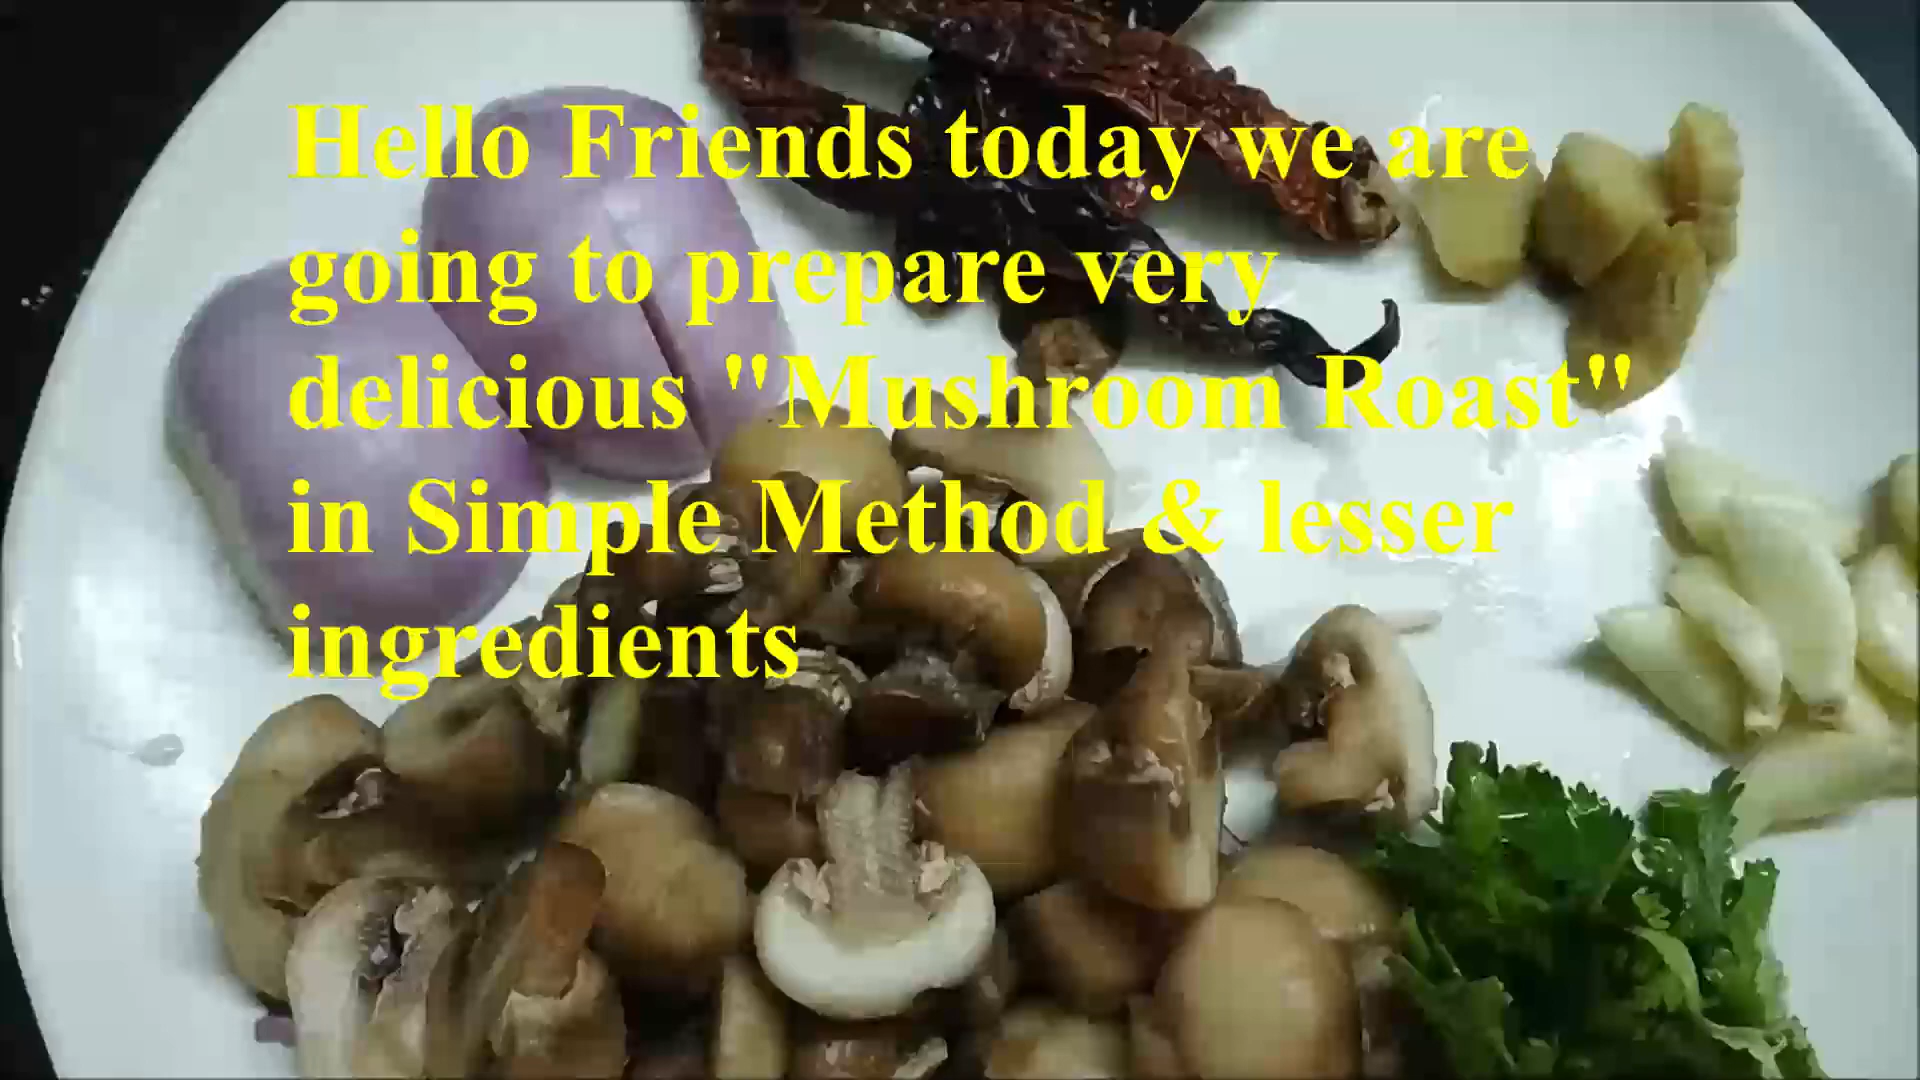 Hello Friends today we are
going to prepare very
delicious "Mushroom Roast"
in Simple Method & lesser
ingredients